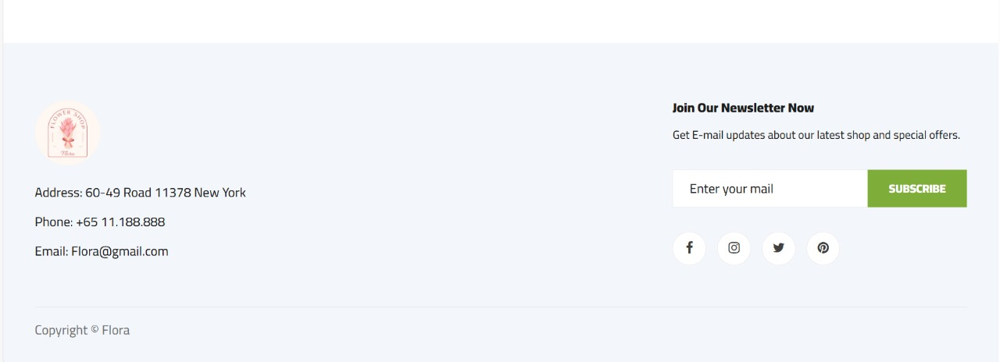 FLOWER SHOP
Flora
Address: 60-49 Road 11378 New York
Phone: +65 11.188.888
Email: Flora@gmail.com
Join Our Newsletter Now
Get E-mail updates about our latest shop and special offers.
Enter your mail
SUBSCRIBE
Copyright © Flora